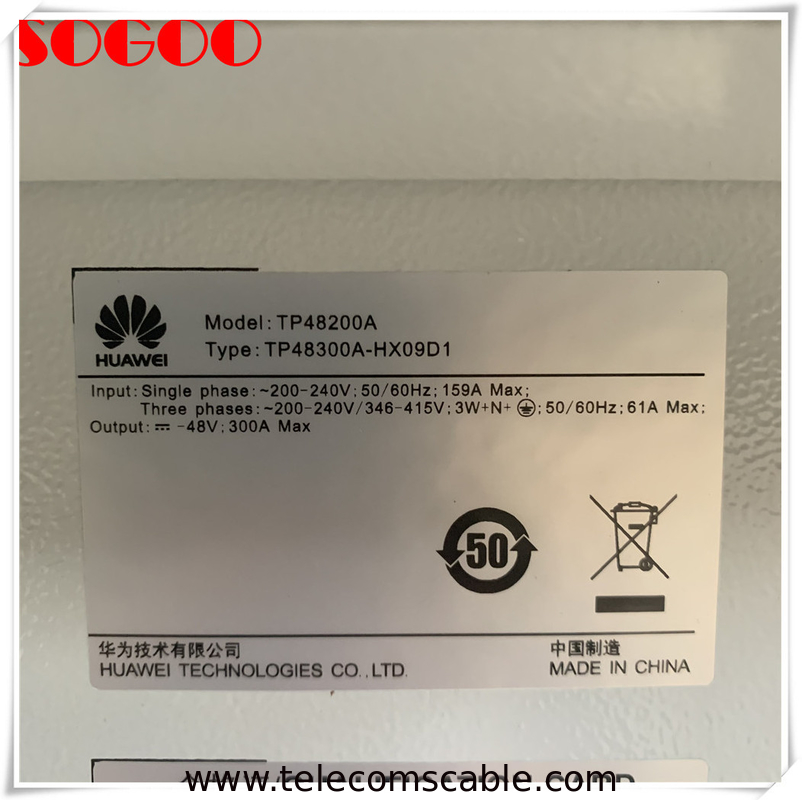 SOGOO
HUAWEI
Model: TP48200A
Type: TP48300A-HX09D1
Input: Single phase: ~200-240V; 50/60Hz; 159A Max;
Three phases: ~200-240V/346-415V; 3W+N+ ; 50/60Hz; 61A Max;
Output: ⎓ -48V; 300A Max
50
华为技术有限公司
HUAWEI TECHNOLOGIES CO.,LTD.
中国制造
MADE IN CHINA
www.telecomscable.com